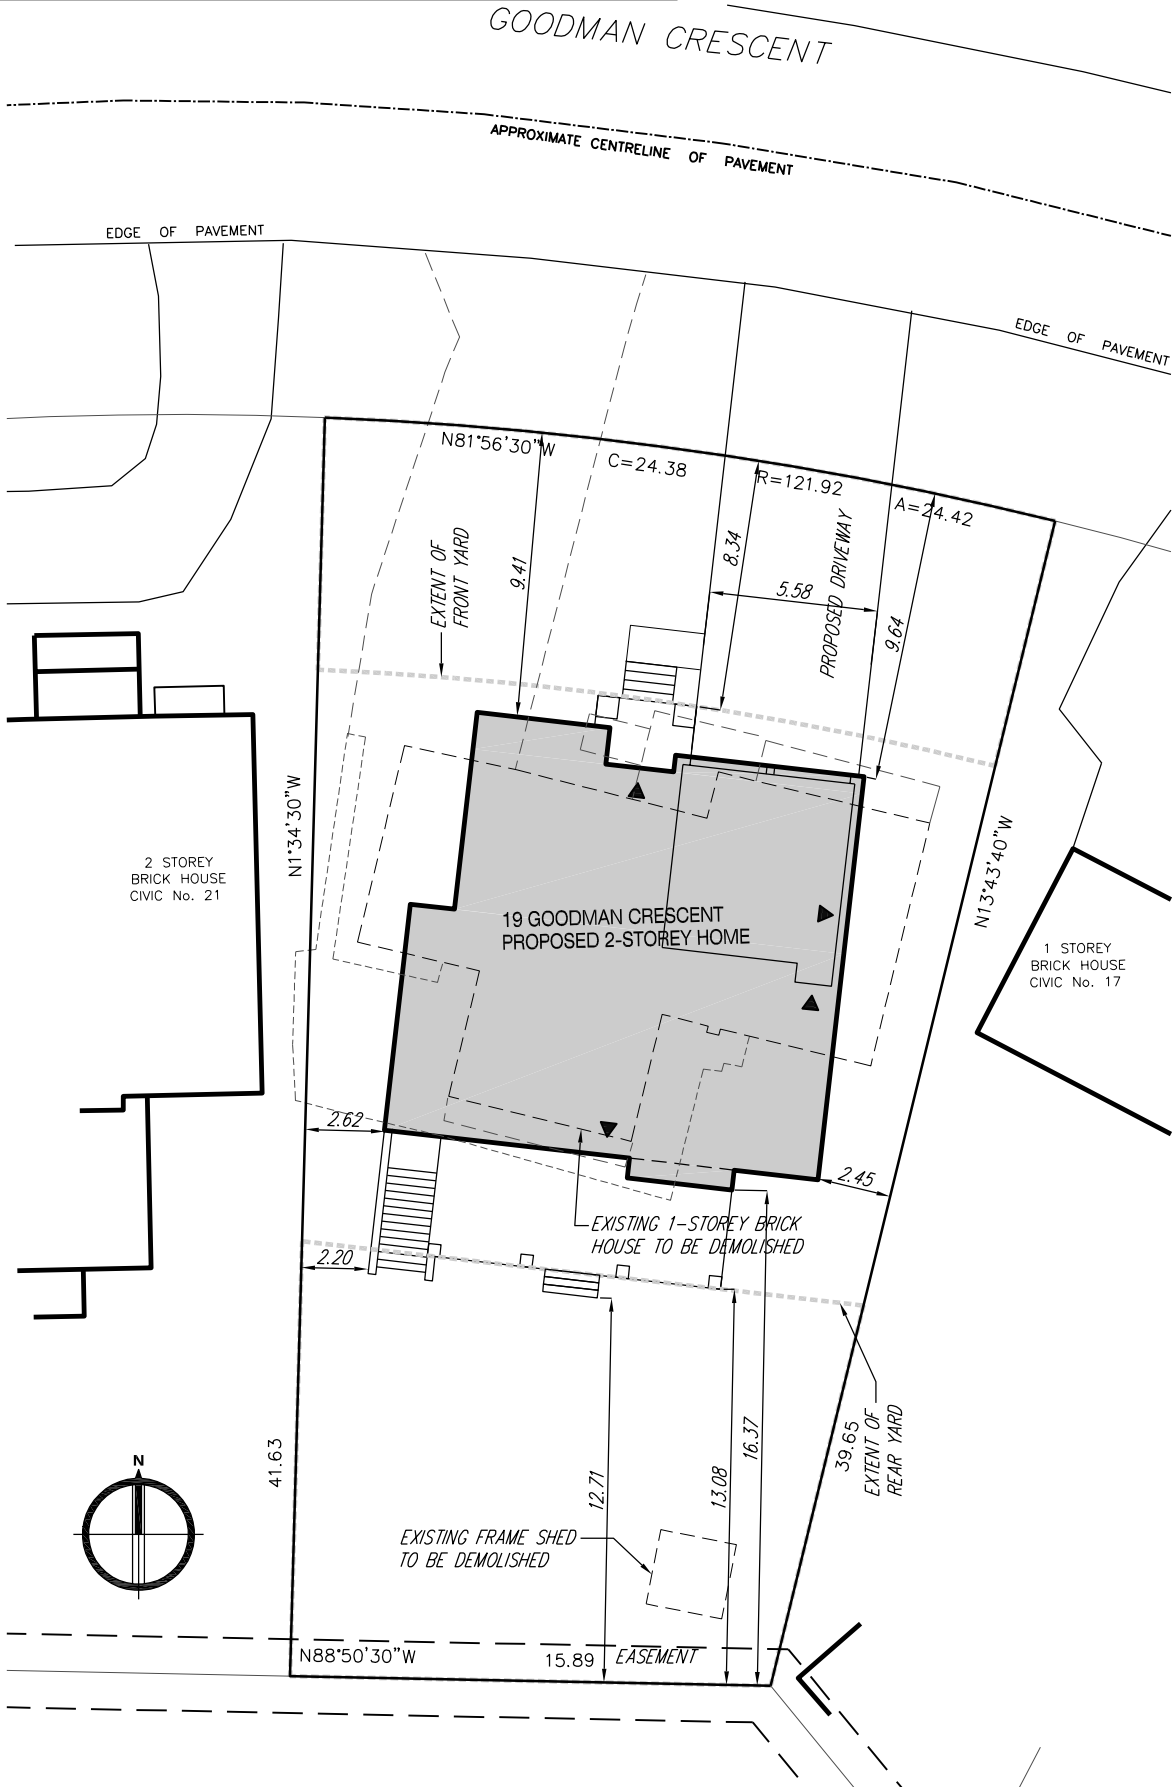 GOODMAN CRESCENT
APPROXIMATE CENTRELINE OF PAVEMENT
EDGE OF PAVEMENT
EDGE OF PAVEMENT
N81°56'30"W
C=24.38
R=121.92
A=24.42
EXTENT OF
FRONT YARD
9.41
8.34
5.58
PROPOSED DRIVEWAY
9.64
N1°34'30"W
2 STOREY
BRICK HOUSE
CIVIC No. 21
N13°43'40"W
19 GOODMAN CRESCENT
PROPOSED 2-STOREY HOME
1 STOREY
BRICK HOUSE
CIVIC No. 17
2.62
2.45
EXISTING 1-STOREY BRICK
HOUSE TO BE DEMOLISHED
2.20
41.63
N
12.71
13.08
16.37
39.65
EXTENT OF
REAR YARD
EXISTING FRAME SHED
TO BE DEMOLISHED
N88°50'30"W
15.89
EASEMENT